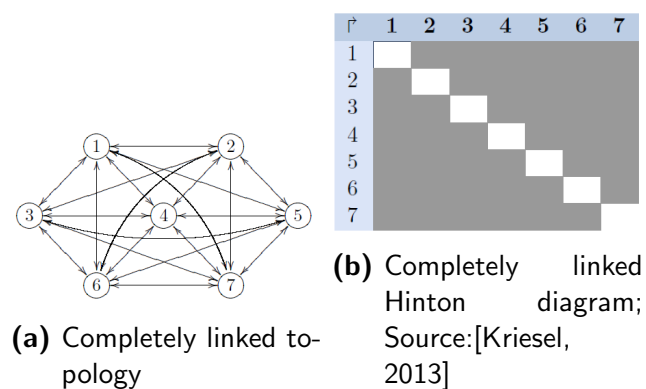 1 2
3 4 5
6 7
(a) Completely linked to-
pology
↱ 1 2 3 4 5 6 7
1
2
3
4
5
6
7
(b) Completely linked
Hinton diagram;
Source:[Kriesel,
2013]